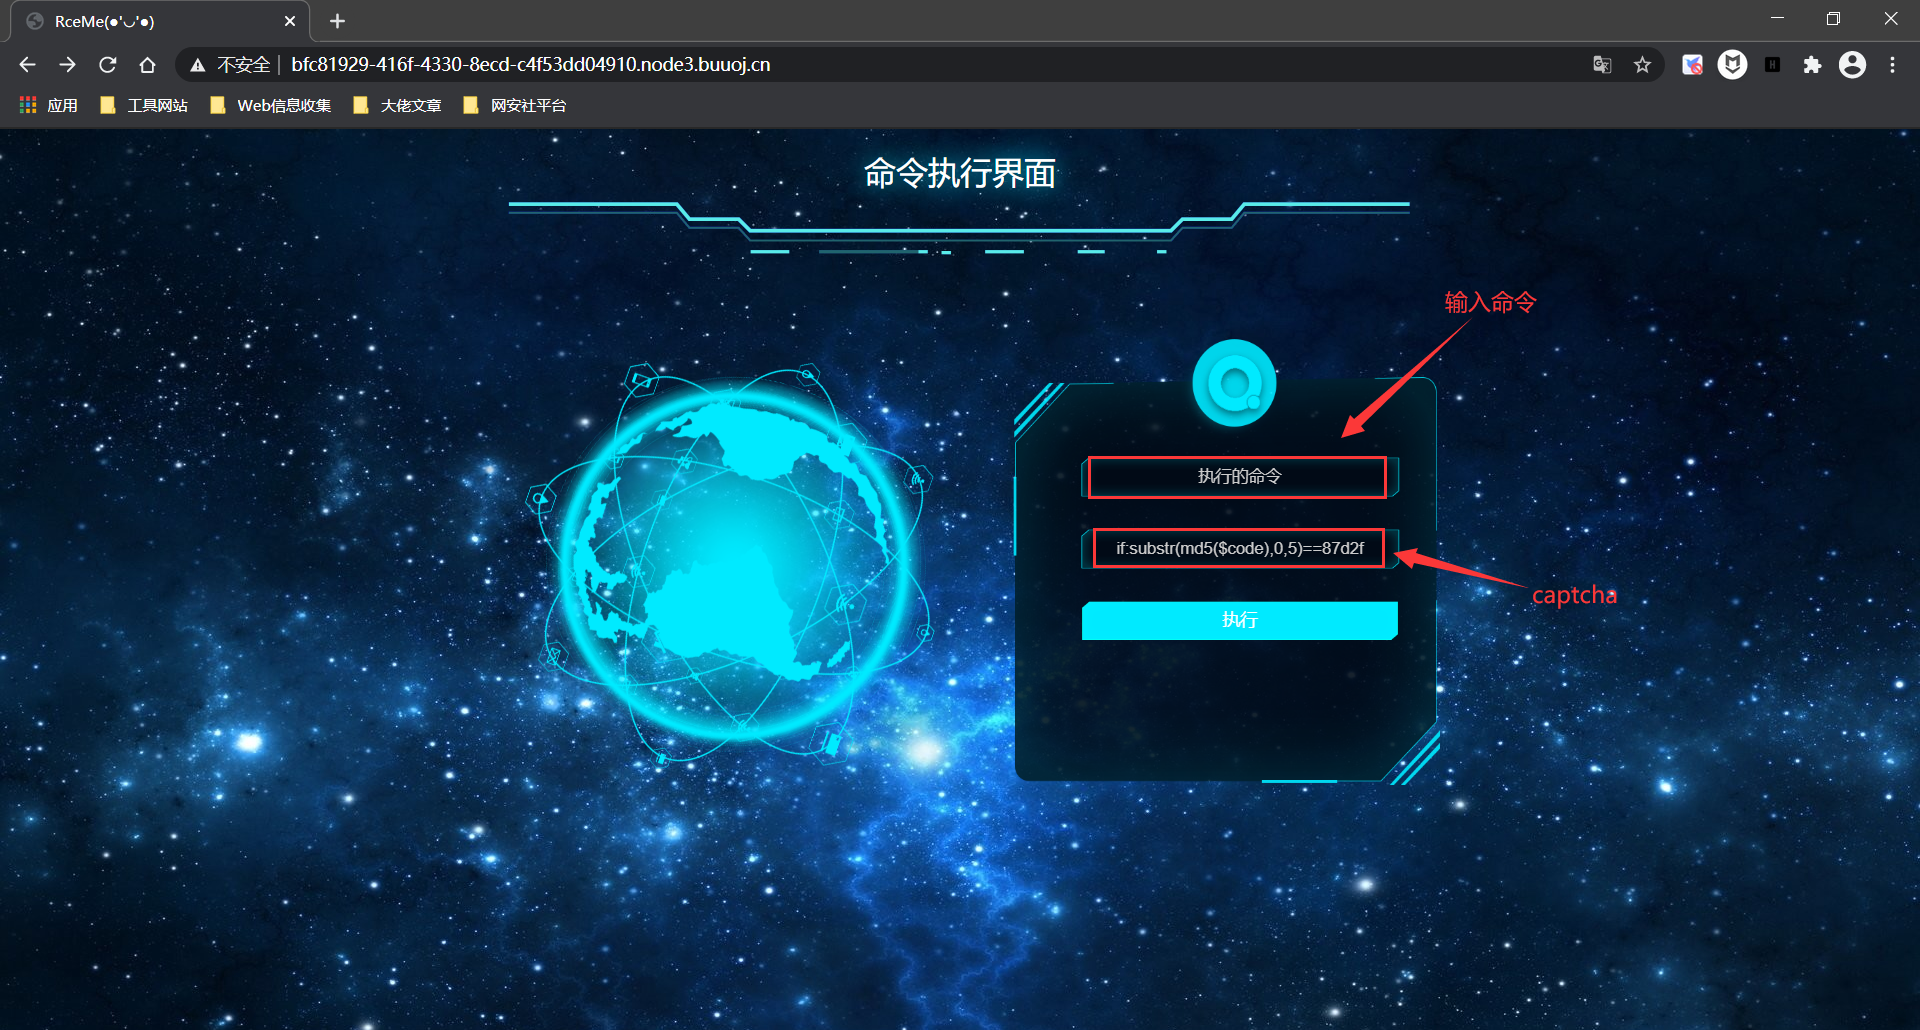 RceMe(●'◡'●)
不安全 | bfc81929-416f-4330-8ecd-c4f53dd04910.node3.buuoj.cn
应用 工具网站 Web信息收集 大佬文章 网安社平台
命令执行界面
输入命令
执行的命令
if:substr(md5($code),0,5)==87d2f
captcha
执行